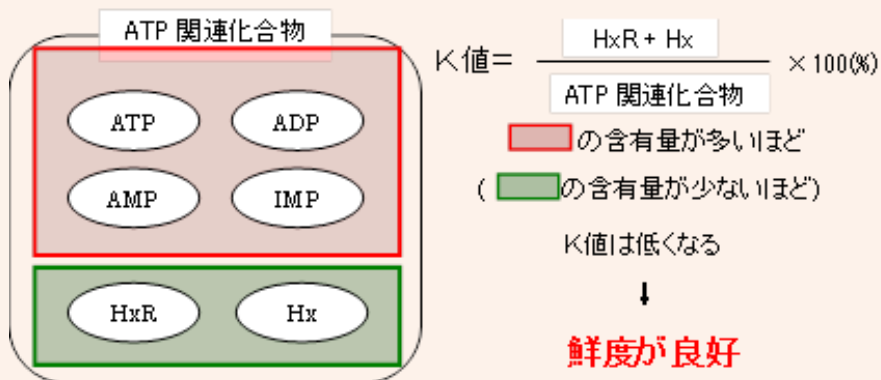 ATP 関連化合物
ATP ADP
AMP IMP
HxR Hx
K値= HxR + Hx × 100(%)
ATP 関連化合物
の含有量が多いほど
( の含有量が少ないほど)
K値は低くなる
↓
鮮度が良好